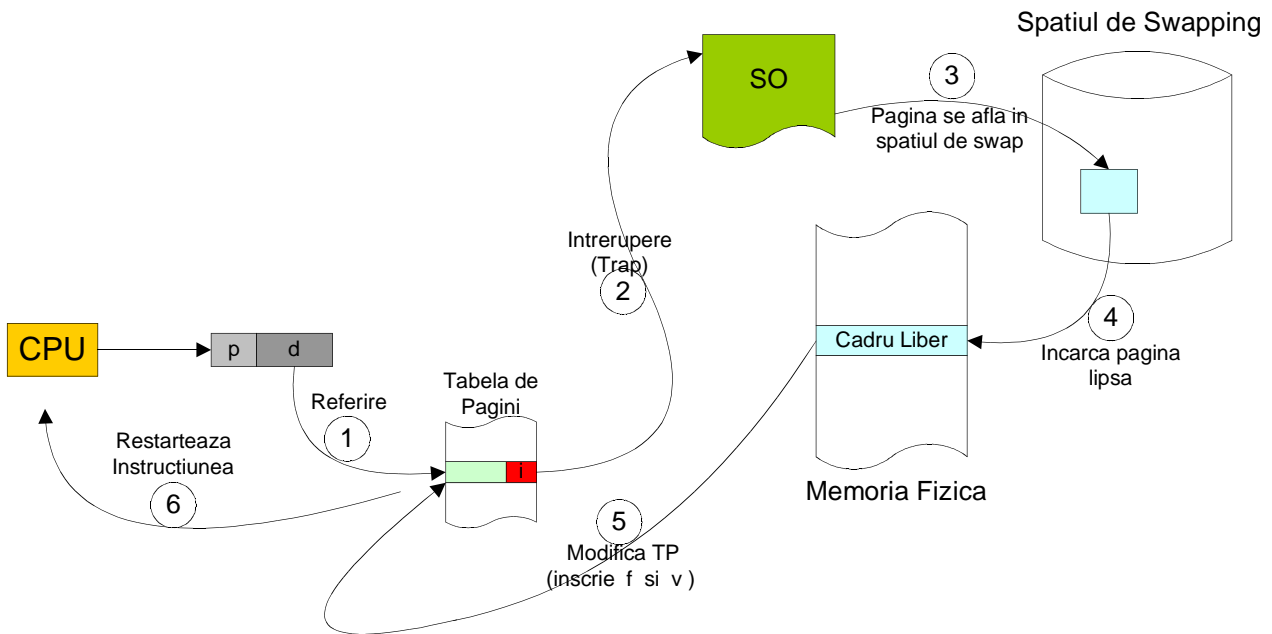 Spatiul de Swapping
SO
3
Pagina se afla in
spatiul de swap
Intrerupere
(Trap)
2
CPU
p
d
Cadru Liber
4
Incarca pagina
lipsa
Tabela de
Pagini
Referire
1
i
Restarteaza
Instructiunea
6
Memoria Fizica
5
Modifica TP
(inscrie f si v )